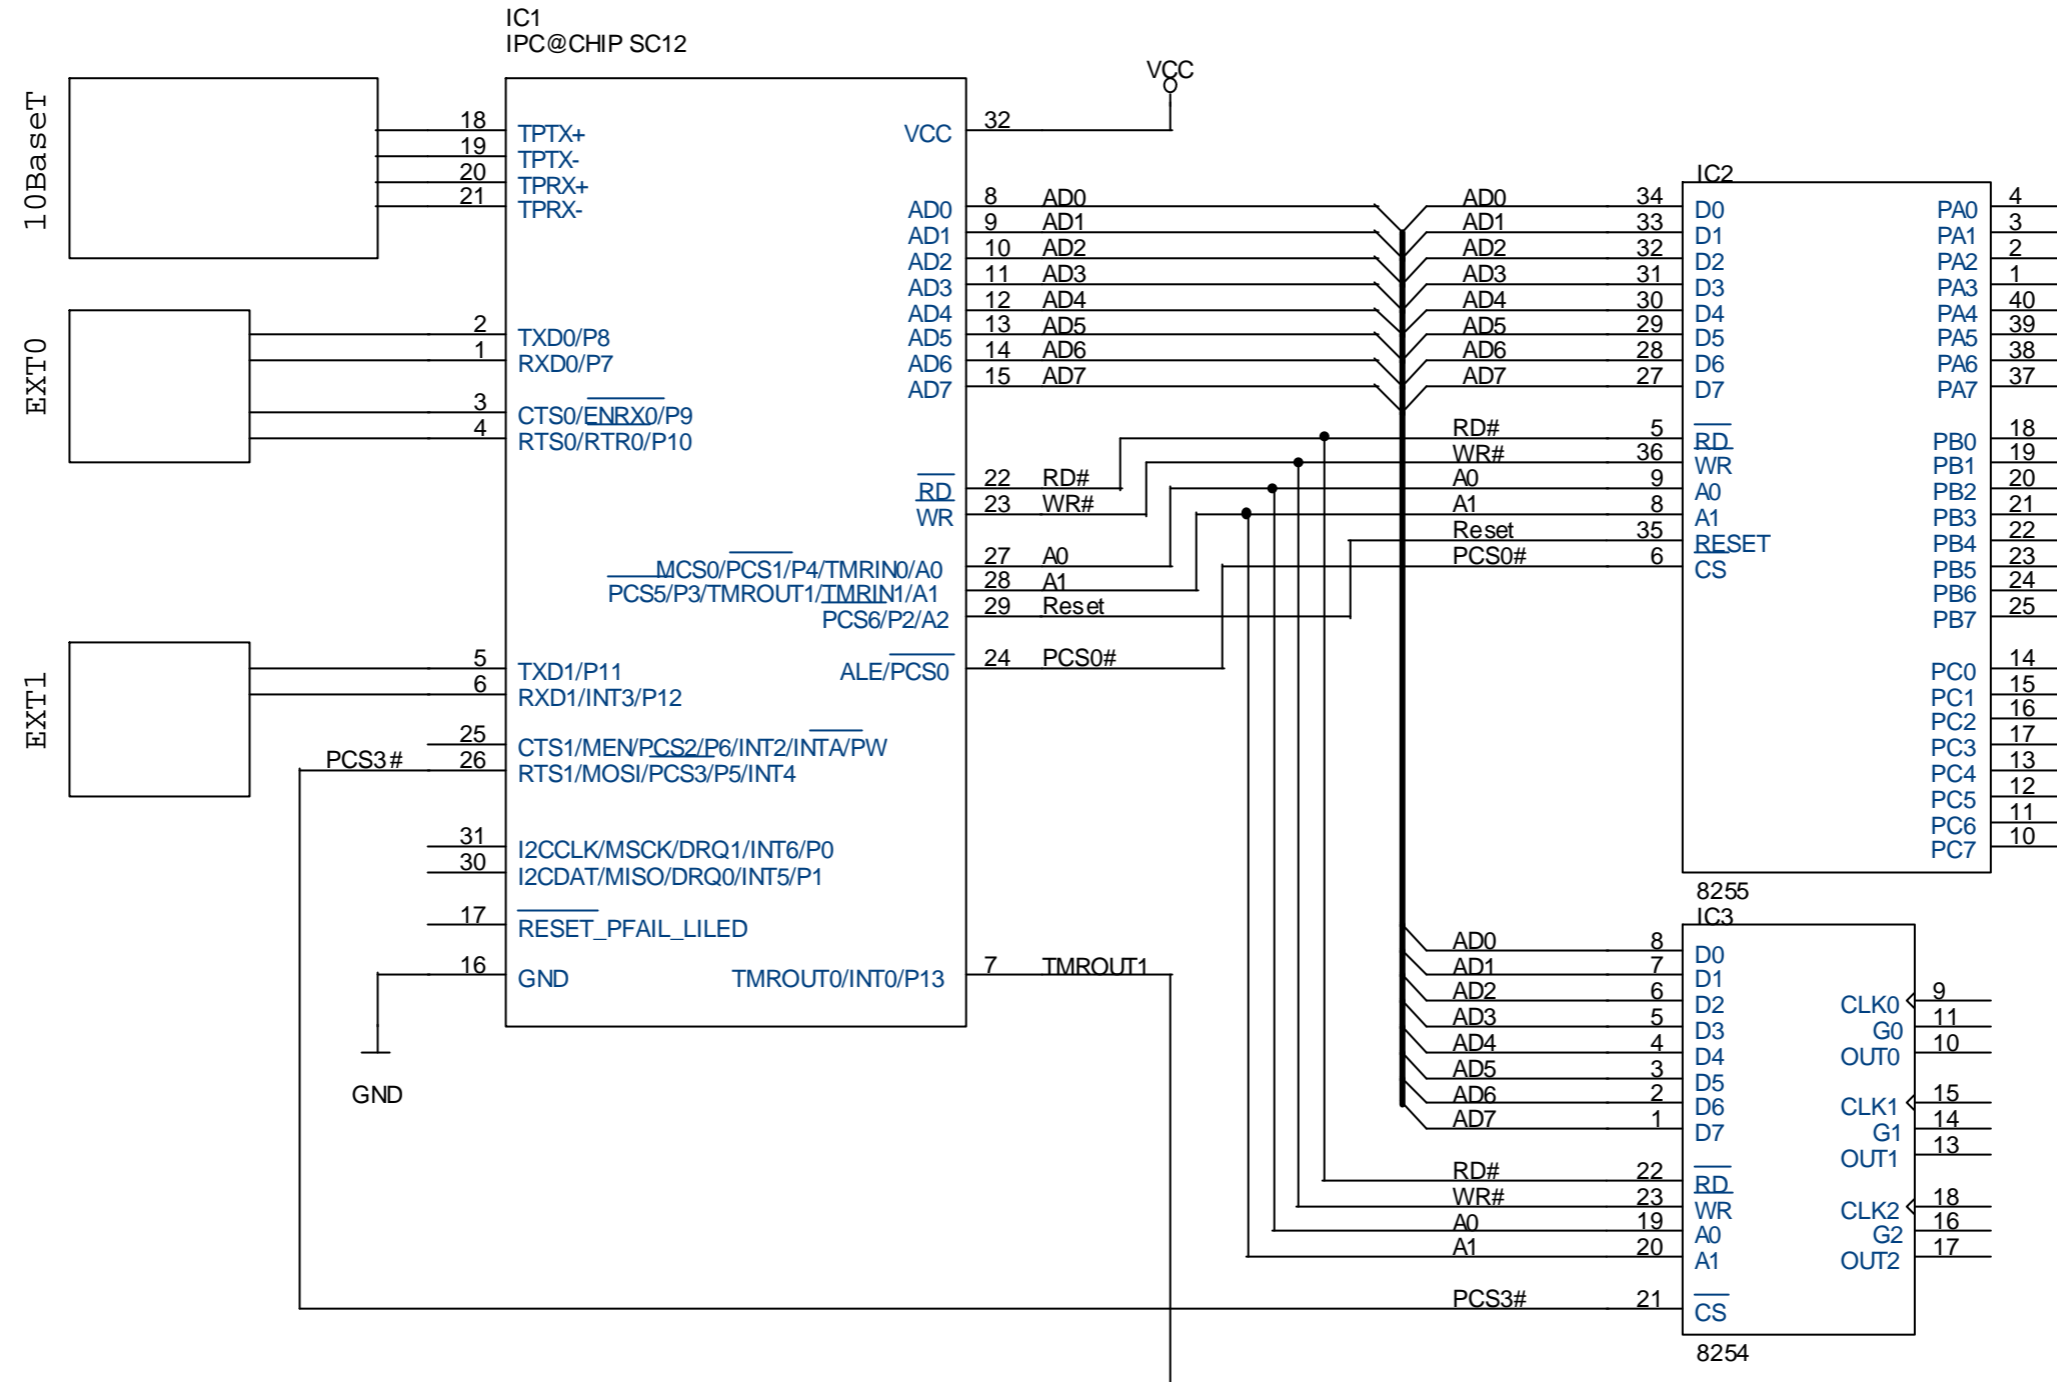 IC1
IPC@CHIP SC12
10BaseT
18 TPTX+
19 TPTX-
20 TPRX+
21 TPRX-
EXT0
2 TXD0/P8
1 RXD0/P7
3 CTS0/ENRX0/P9
4 RTS0/RTR0/P10
EXT1
5 TXD1/P11
6 RXD1/INT3/P12
25 CTS1/MEN/PCS2/P6/INT2/INTA/PW
PCS3# 26 RTS1/MOSI/PCS3/P5/INT4
31 I2CCLK/MSCK/DRQ1/INT6/P0
30 I2CDAT/MISO/DRQ0/INT5/P1
17 RESET_PFAIL_LILED
16 GND
GND
VCC
VCC 32
AD0 8 AD0
AD1 9 AD1
AD2 10 AD2
AD3 11 AD3
AD4 12 AD4
AD5 13 AD5
AD6 14 AD6
AD7 15 AD7
RD 22 RD#
WR 23 WR#
MCS0/PCS1/P4/TMRIN0/A0 27 A0
PCS5/P3/TMROUT1/TMRIN1/A1 28 A1
PCS6/P2/A2 29 Reset
ALE/PCS0 24 PCS0#
TMROUT0/INT0/P13 7 TMROUT1
IC2
AD0 34 D0
AD1 33 D1
AD2 32 D2
AD3 31 D3
AD4 30 D4
AD5 29 D5
AD6 28 D6
AD7 27 D7
RD# 5 RD
WR# 36 WR
A0 9 A0
A1 8 A1
Reset 35 RESET
PCS0# 6 CS
PA0 4
PA1 3
PA2 2
PA3 1
PA4 40
PA5 39
PA6 38
PA7 37
PB0 18
PB1 19
PB2 20
PB3 21
PB4 22
PB5 23
PB6 24
PB7 25
PC0 14
PC1 15
PC2 16
PC3 17
PC4 13
PC5 12
PC6 11
PC7 10
8255
IC3
AD0 8 D0
AD1 7 D1
AD2 6 D2
AD3 5 D3
AD4 4 D4
AD5 3 D5
AD6 2 D6
AD7 1 D7
RD# 22 RD
WR# 23 WR
A0 19 A0
A1 20 A1
PCS3# 21 CS
CLK0 9
G0 11
OUT0 10
CLK1 15
G1 14
OUT1 13
CLK2 18
G2 16
OUT2 17
8254